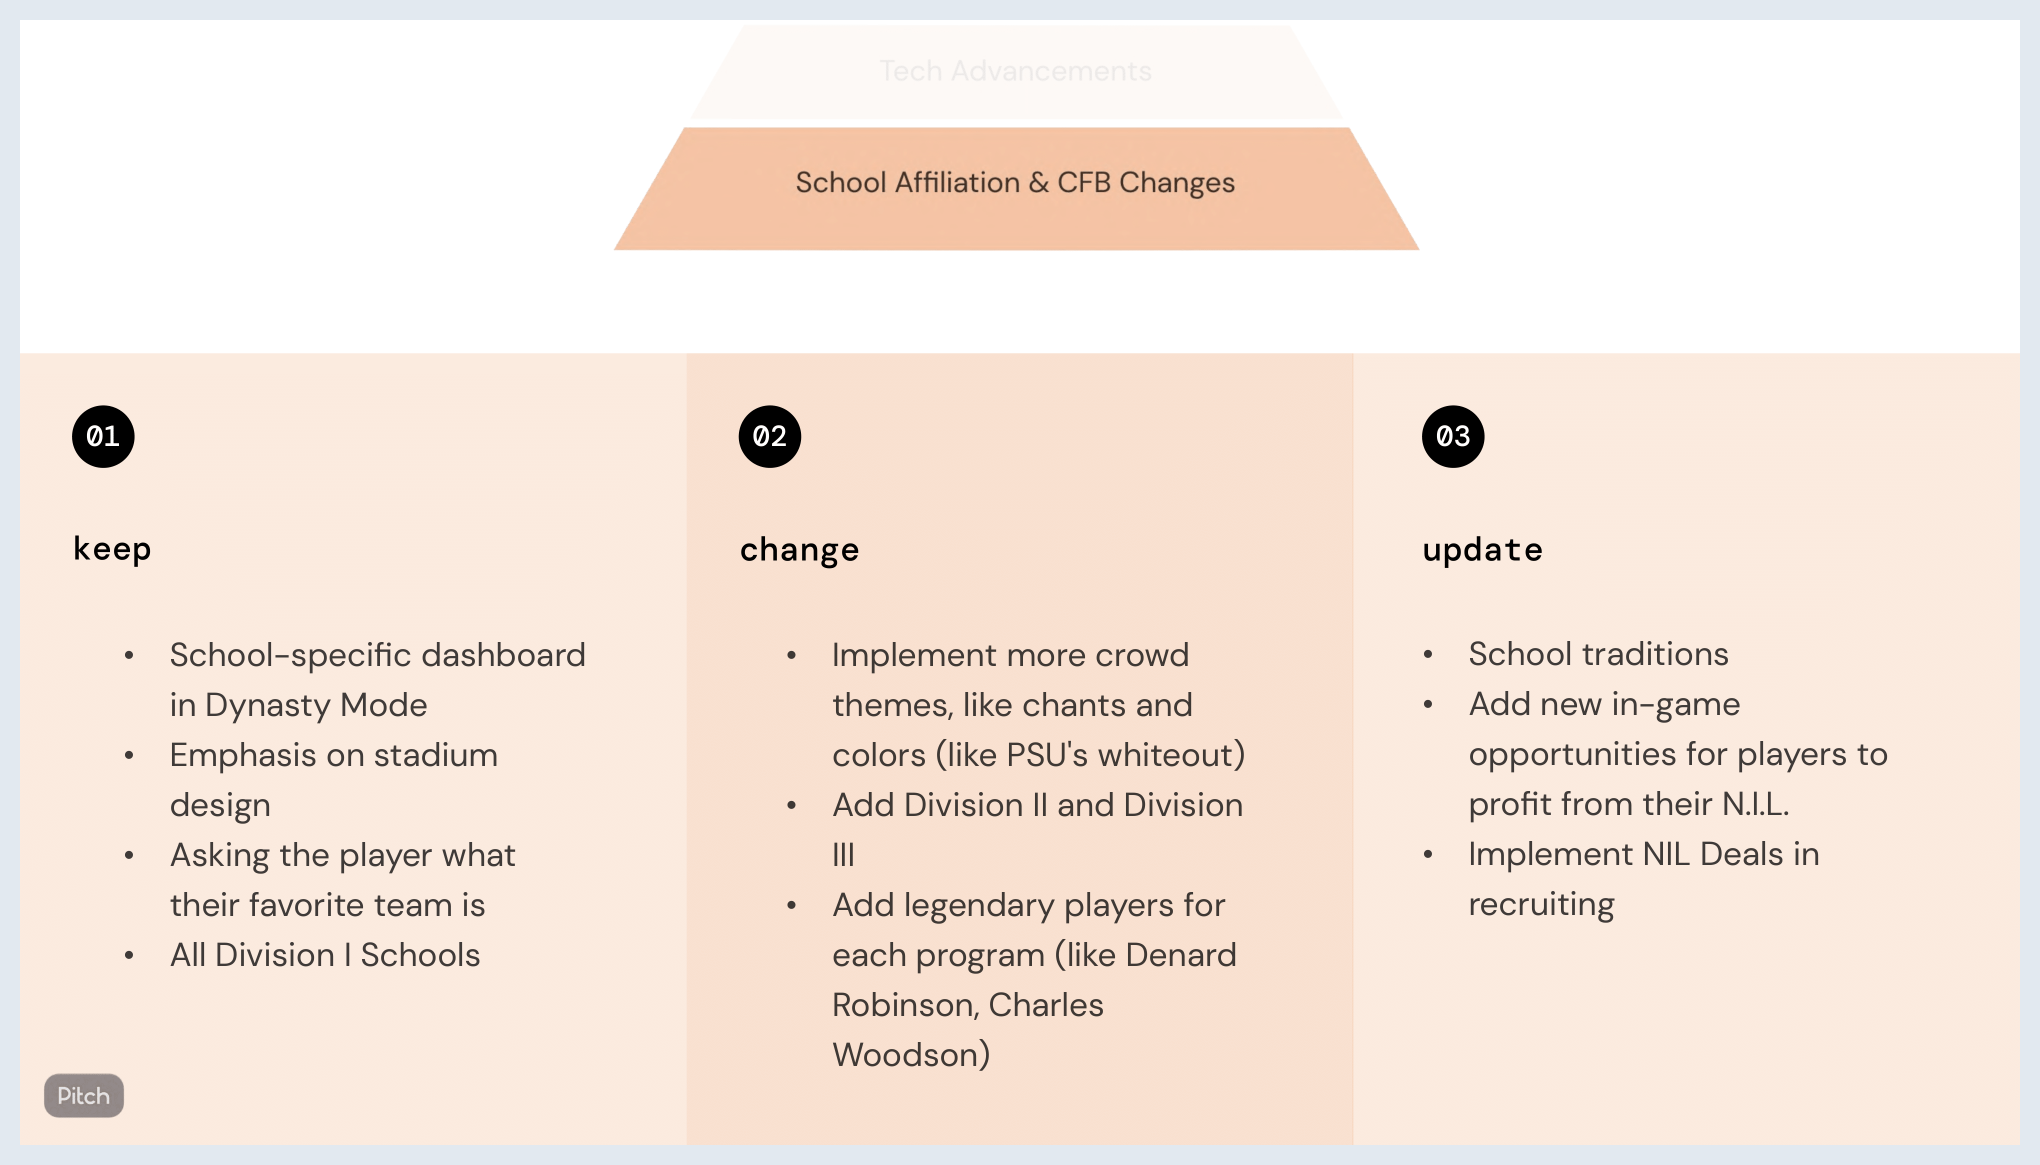 Tech Advancements
School Affiliation & CFB Changes
01
keep
• School-specific dashboard
in Dynasty Mode
• Emphasis on stadium
design
• Asking the player what
their favorite team is
• All Division I Schools
02
change
• Implement more crowd
themes, like chants and
colors (like PSU's whiteout)
• Add Division II and Division
III
• Add legendary players for
each program (like Denard
Robinson, Charles
Woodson)
03
update
• School traditions
• Add new in-game
opportunities for players to
profit from their N.I.L.
• Implement NIL Deals in
recruiting
Pitch